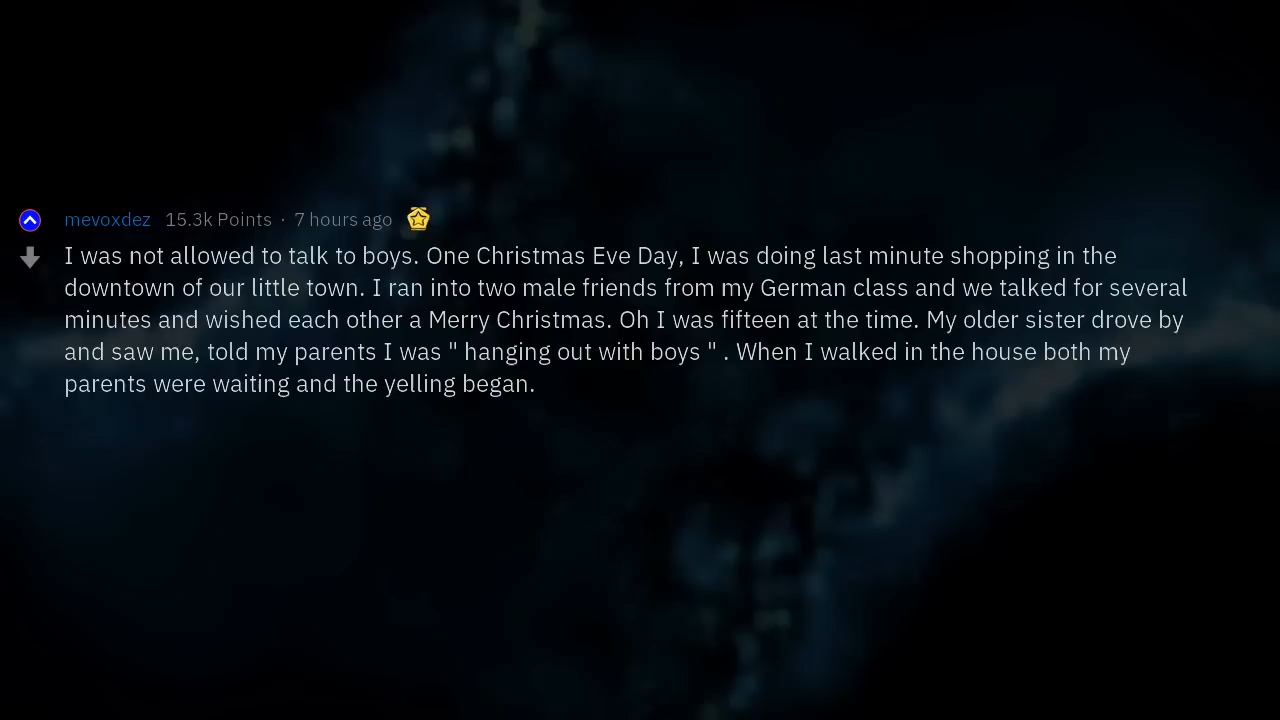 mevoxdez 15.3k Points · 7 hours ago
I was not allowed to talk to boys. One Christmas Eve Day, I was doing last minute shopping in the
downtown of our little town. I ran into two male friends from my German class and we talked for several
minutes and wished each other a Merry Christmas. Oh I was fifteen at the time. My older sister drove by
and saw me, told my parents I was " hanging out with boys " . When I walked in the house both my
parents were waiting and the yelling began.